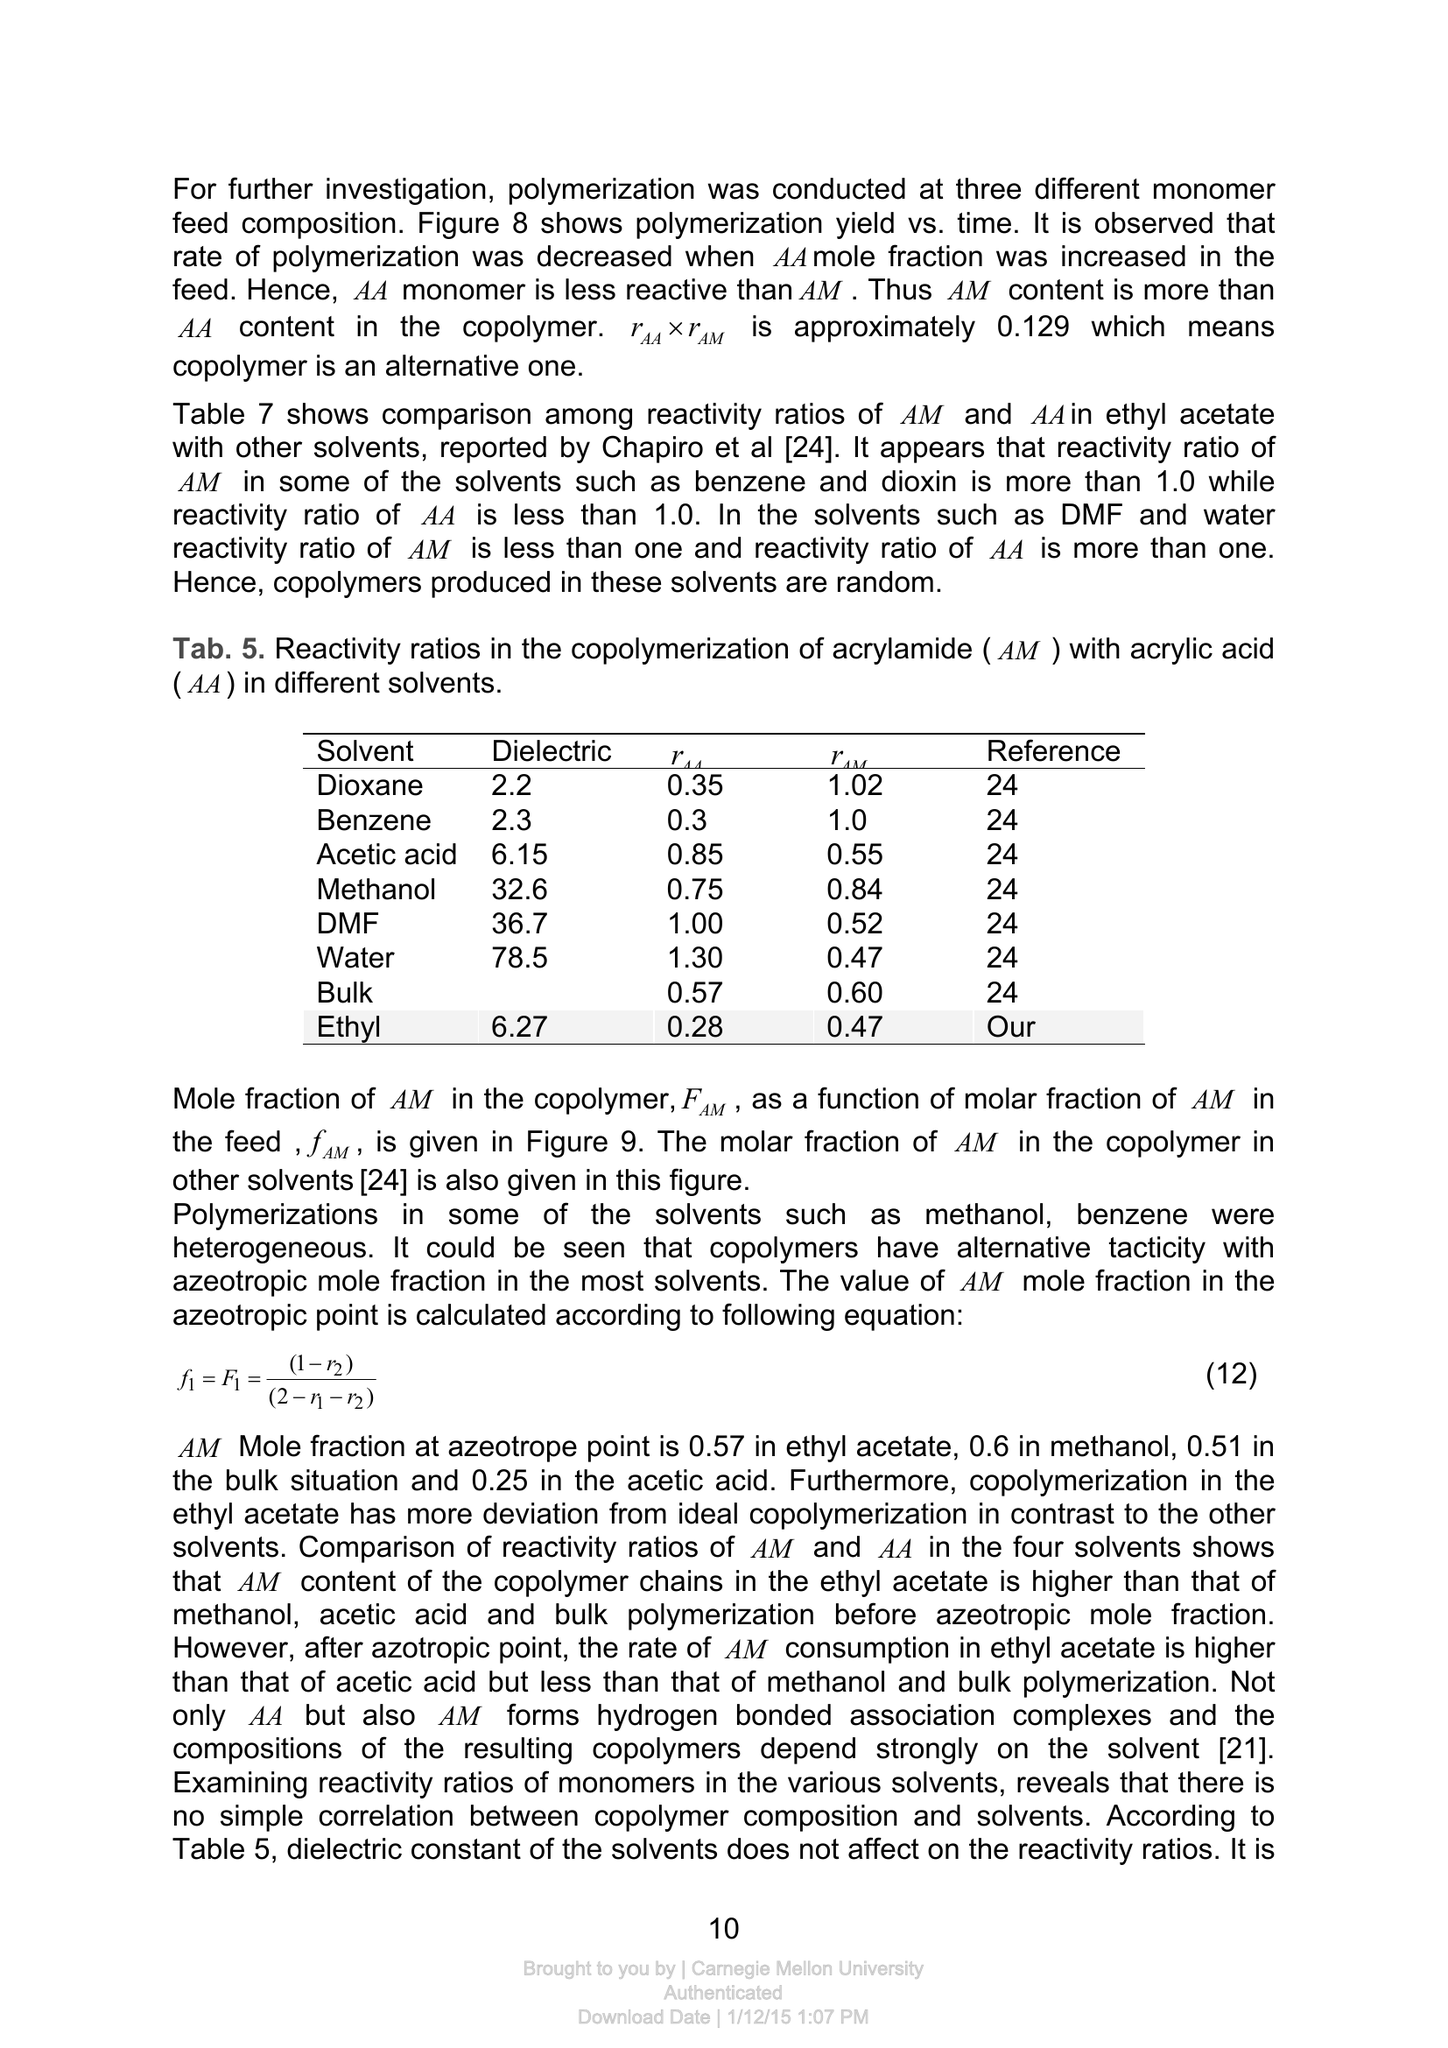 For further investigation, polymerization was conducted at three different monomer
feed composition. Figure 8 shows polymerization yield vs. time. It is observed that
rate of polymerization was decreased when AA mole fraction was increased in the
feed. Hence, AA monomer is less reactive than AM . Thus AM content is more than
AA content in the copolymer. r_AA × r_AM is approximately 0.129 which means
copolymer is an alternative one.
Table 7 shows comparison among reactivity ratios of AM and AA in ethyl acetate
with other solvents, reported by Chapiro et al [24]. It appears that reactivity ratio of
AM in some of the solvents such as benzene and dioxin is more than 1.0 while
reactivity ratio of AA is less than 1.0. In the solvents such as DMF and water
reactivity ratio of AM is less than one and reactivity ratio of AA is more than one.
Hence, copolymers produced in these solvents are random.
Tab. 5. Reactivity ratios in the copolymerization of acrylamide ( AM ) with acrylic acid
( AA ) in different solvents.
Solvent Dielectric r_AA r_AM Reference
Dioxane 2.2 0.35 1.02 24
Benzene 2.3 0.3 1.0 24
Acetic acid 6.15 0.85 0.55 24
Methanol 32.6 0.75 0.84 24
DMF 36.7 1.00 0.52 24
Water 78.5 1.30 0.47 24
Bulk 0.57 0.60 24
Ethyl 6.27 0.28 0.47 Our
Mole fraction of AM in the copolymer, F_AM , as a function of molar fraction of AM in
the feed , f_AM , is given in Figure 9. The molar fraction of AM in the copolymer in
other solvents [24] is also given in this figure.
Polymerizations in some of the solvents such as methanol, benzene were
heterogeneous. It could be seen that copolymers have alternative tacticity with
azeotropic mole fraction in the most solvents. The value of AM mole fraction in the
azeotropic point is calculated according to following equation:
f_1 = F_1 = (1 − r_2) / (2 − r_1 − r_2) (12)
AM Mole fraction at azeotrope point is 0.57 in ethyl acetate, 0.6 in methanol, 0.51 in
the bulk situation and 0.25 in the acetic acid. Furthermore, copolymerization in the
ethyl acetate has more deviation from ideal copolymerization in contrast to the other
solvents. Comparison of reactivity ratios of AM and AA in the four solvents shows
that AM content of the copolymer chains in the ethyl acetate is higher than that of
methanol, acetic acid and bulk polymerization before azeotropic mole fraction.
However, after azotropic point, the rate of AM consumption in ethyl acetate is higher
than that of acetic acid but less than that of methanol and bulk polymerization. Not
only AA but also AM forms hydrogen bonded association complexes and the
compositions of the resulting copolymers depend strongly on the solvent [21].
Examining reactivity ratios of monomers in the various solvents, reveals that there is
no simple correlation between copolymer composition and solvents. According to
Table 5, dielectric constant of the solvents does not affect on the reactivity ratios. It is
10
Brought to you by | Carnegie Mellon University
Authenticated
Download Date | 1/12/15 1:07 PM